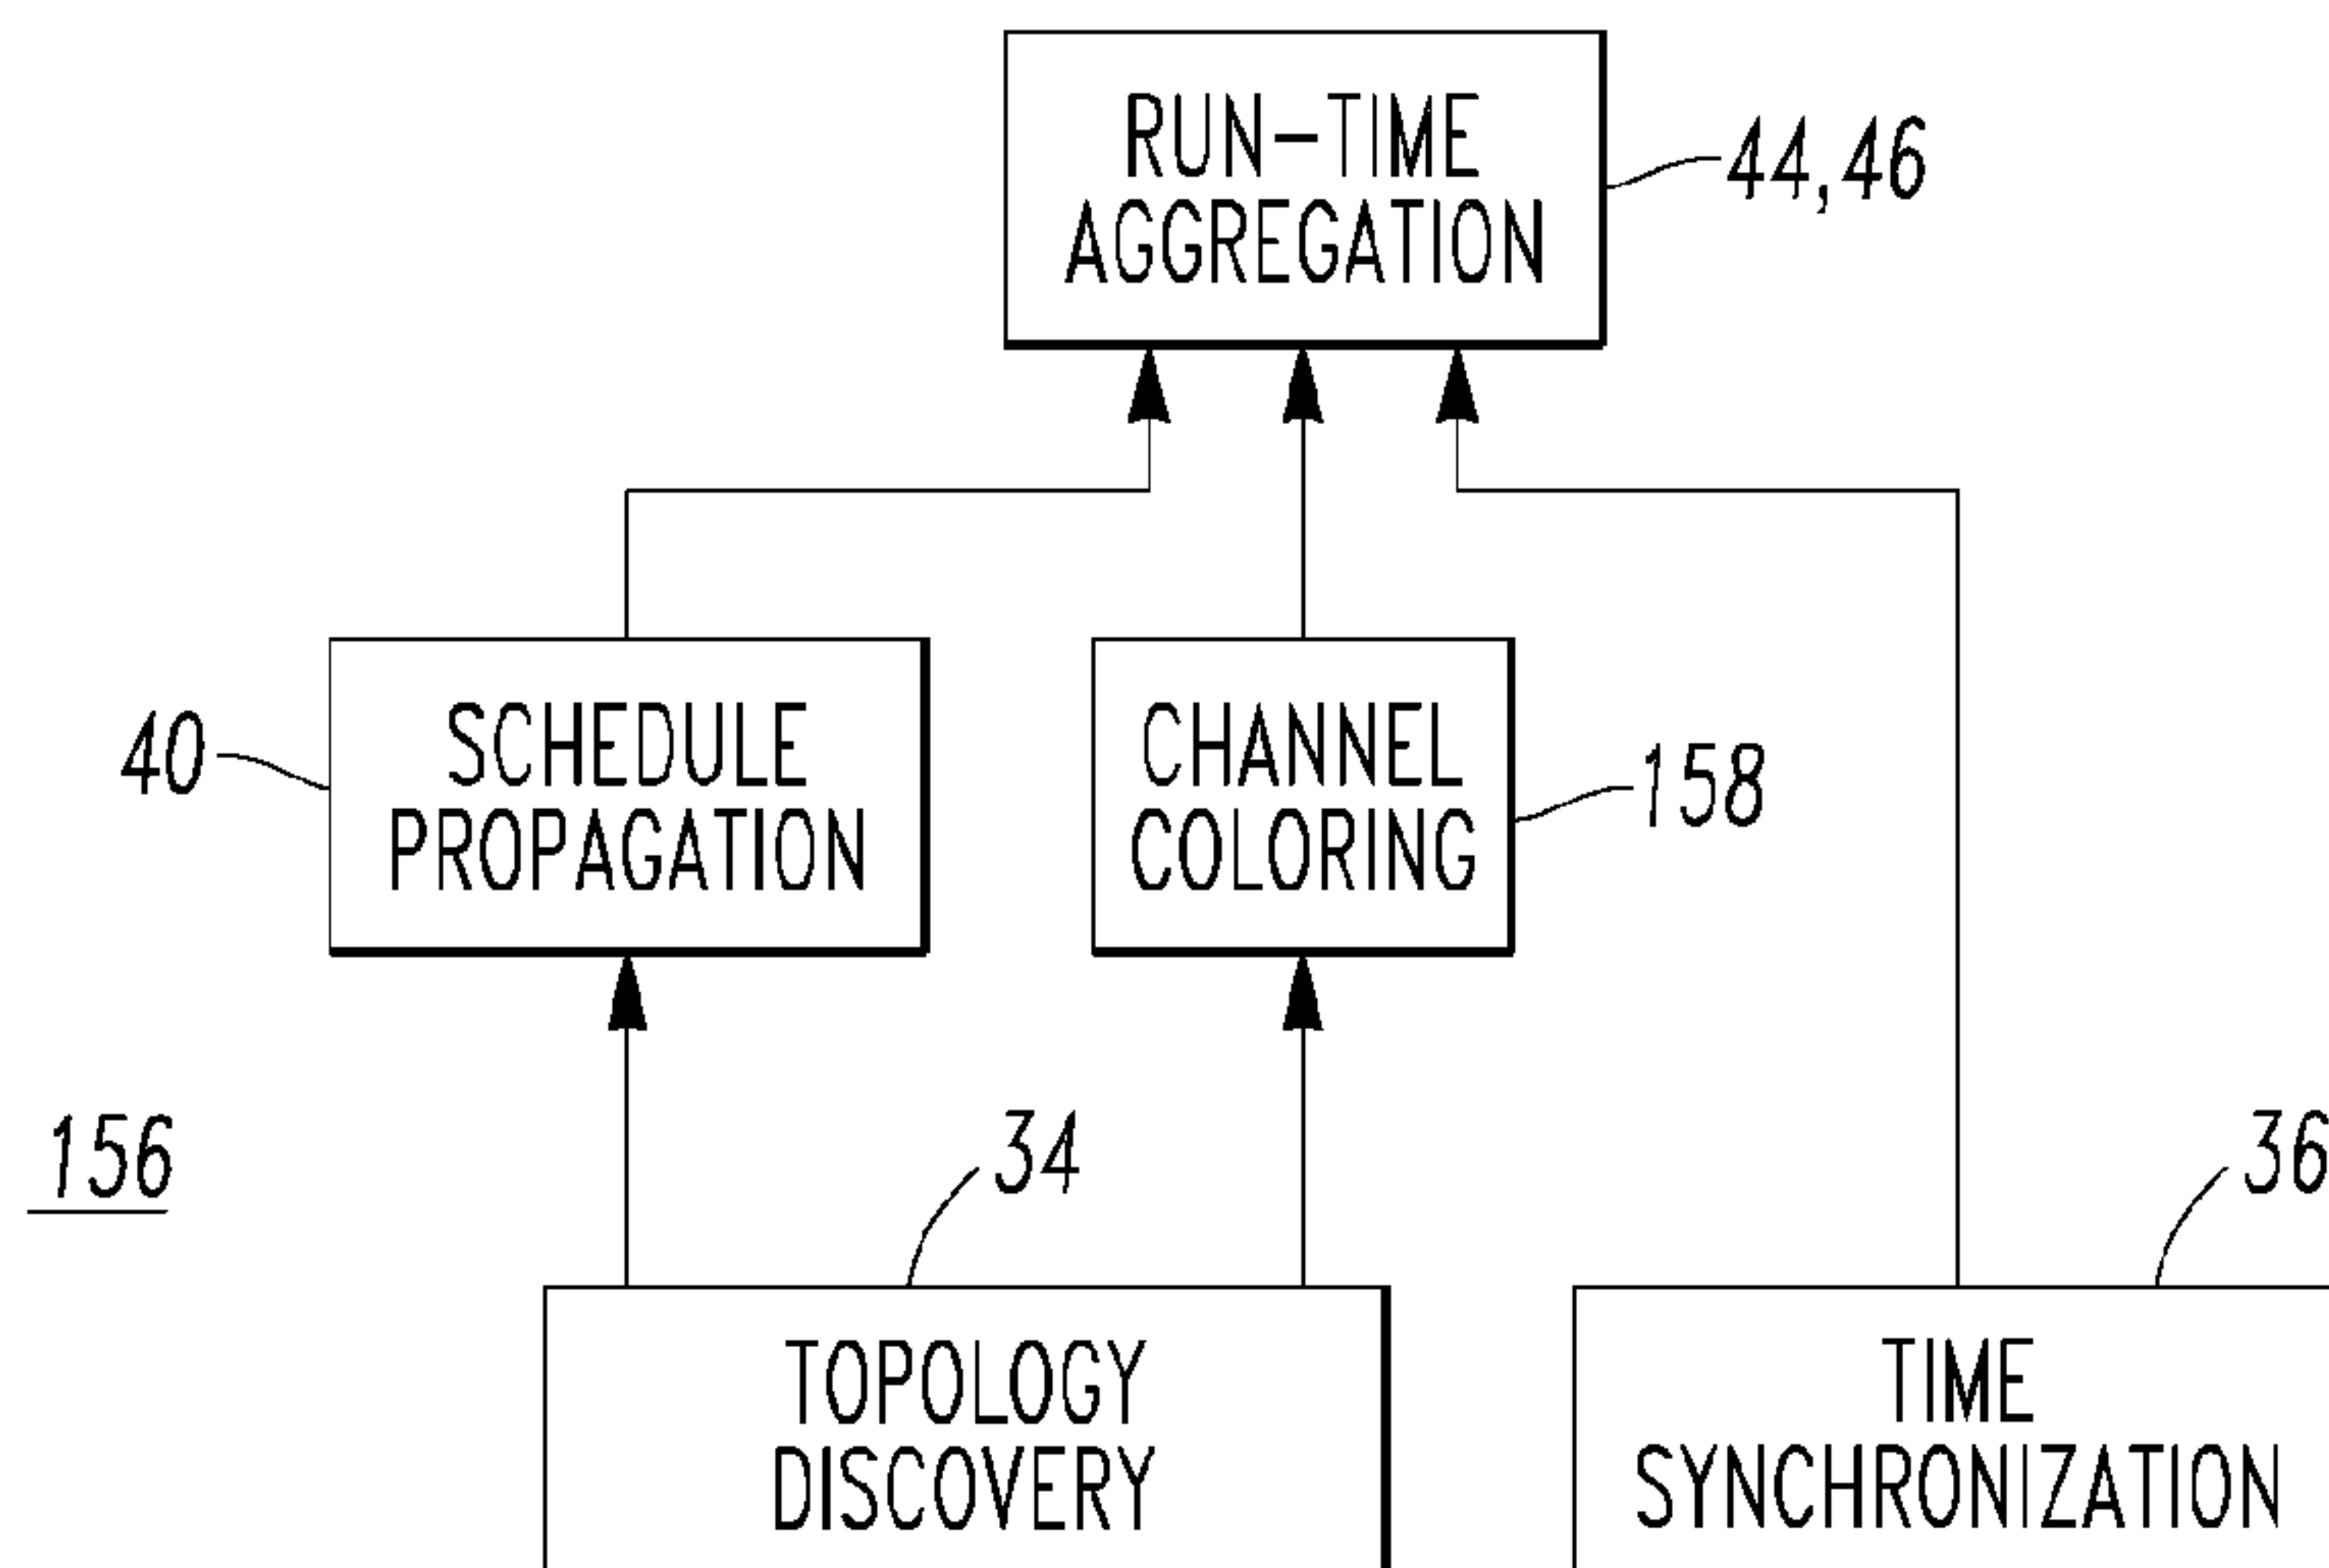 RUN-TIME
AGGREGATION
44,46
SCHEDULE
PROPAGATION
40
CHANNEL
COLORING
158
156
34
36
TOPOLOGY
DISCOVERY
TIME
SYNCHRONIZATION